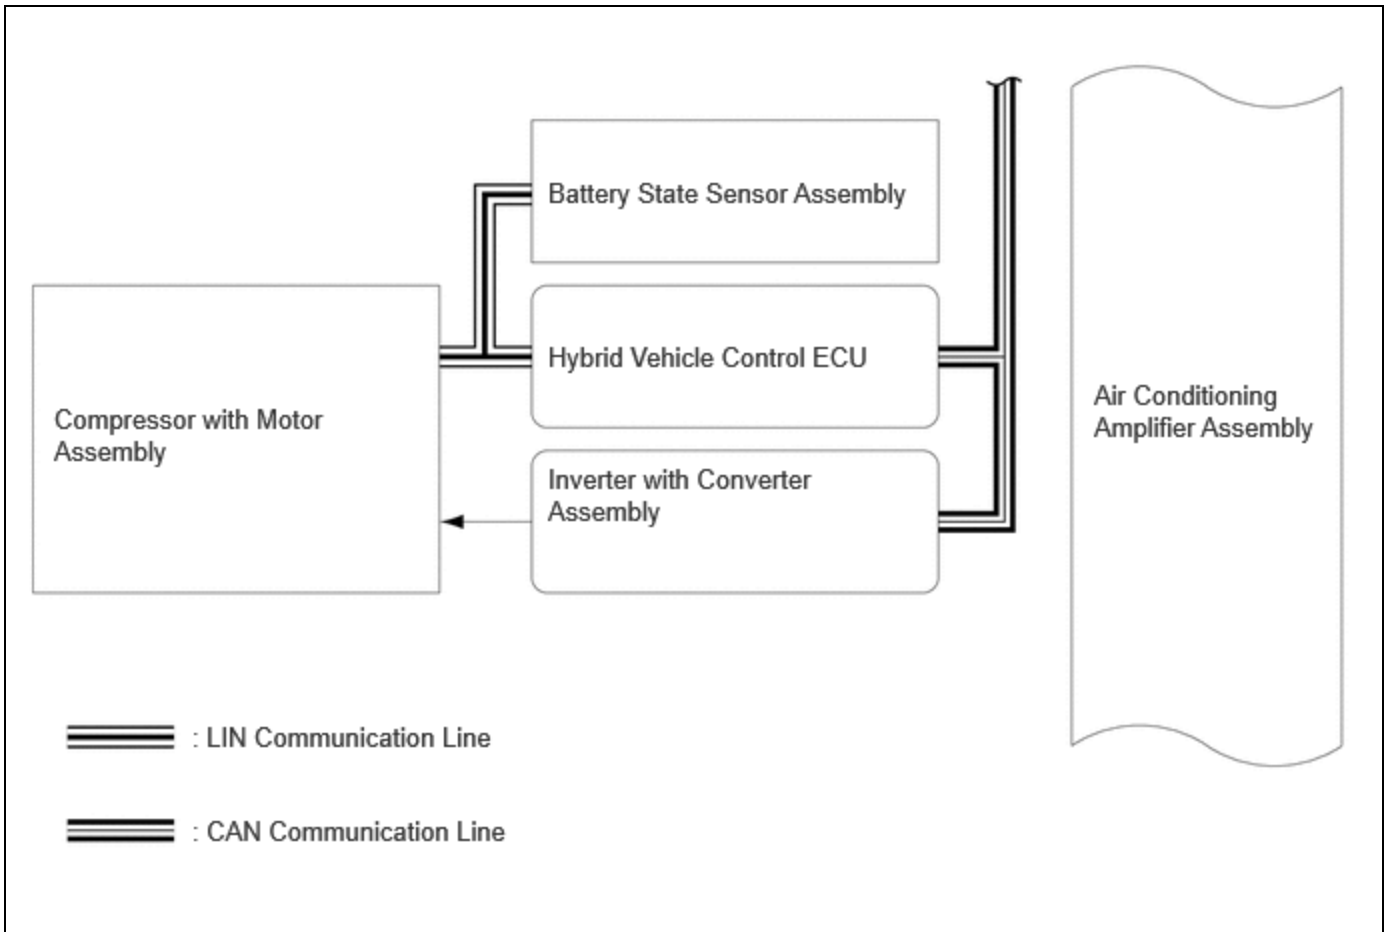 Battery State Sensor Assembly
Hybrid Vehicle Control ECU
Compressor with Motor
Assembly
Inverter with Converter
Assembly
Air Conditioning
Amplifier Assembly
: LIN Communication Line
: CAN Communication Line